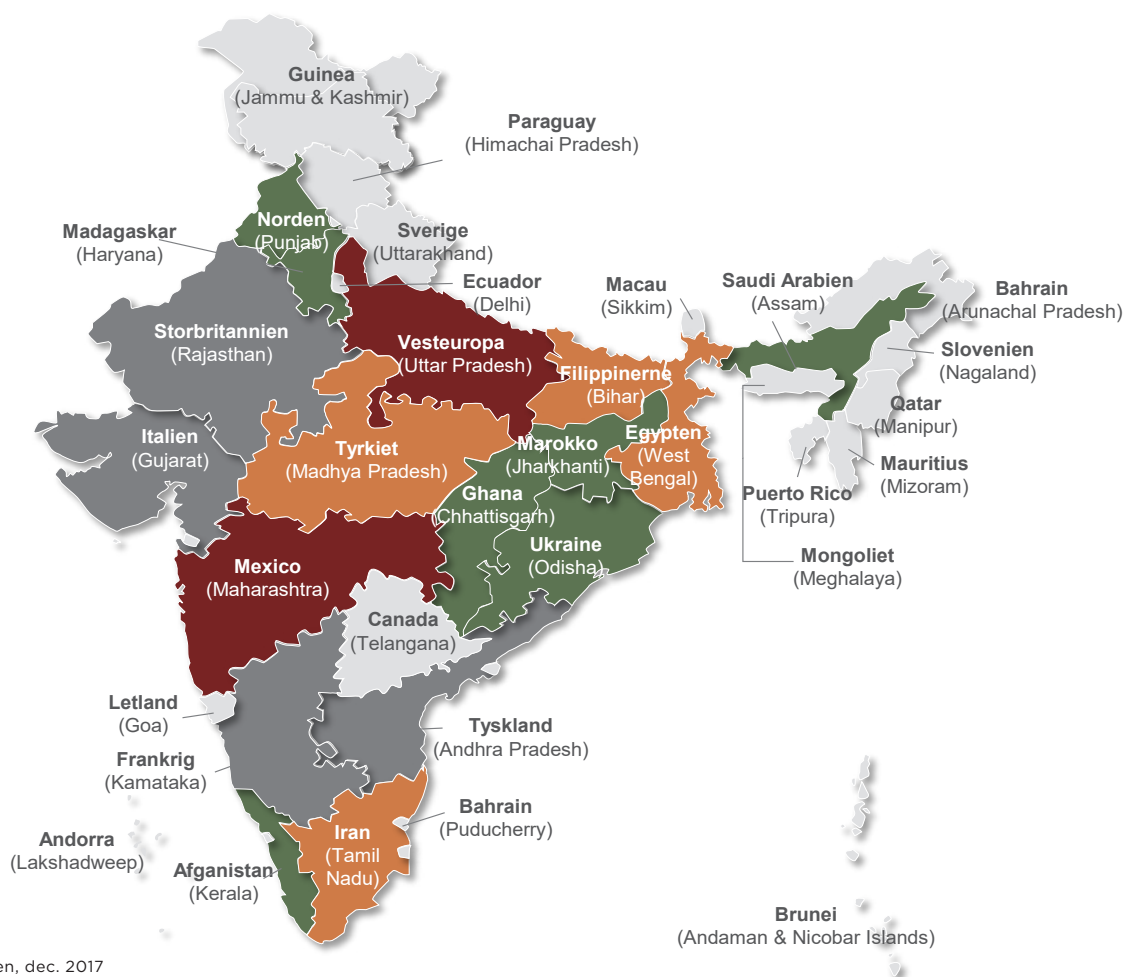 Guinea
(Jammu & Kashmir)
Paraguay
(Himachai Pradesh)
Norden
(Punjab)
Madagaskar
(Haryana)
Sverige
(Uttarakhand)
Ecuador
(Delhi)
Macau
(Sikkim)
Saudi Arabien
(Assam)
Bahrain
(Arunachal Pradesh)
Storbritannien
(Rajasthan)
Vesteuropa
(Uttar Pradesh)
Slovenien
(Nagaland)
Filippinerne
(Bihar)
Qatar
(Manipur)
Italien
(Gujarat)
Tyrkiet
(Madhya Pradesh)
Marokko
(Jharkhanti)
Egypten
(West
Bengal)
Mauritius
(Mizoram)
Ghana
(Chhattisgarh)
Puerto Rico
(Tripura)
Ukraine
(Odisha)
Mongoliet
(Meghalaya)
Mexico
(Maharashtra)
Canada
(Telangana)
Letland
(Goa)
Tyskland
(Andhra Pradesh)
Frankrig
(Kamataka)
Bahrain
(Puducherry)
Andorra
(Lakshadweep)
Iran
(Tamil
Nadu)
Afganistan
(Kerala)
Brunei
(Andaman & Nicobar Islands)
en, dec. 2017